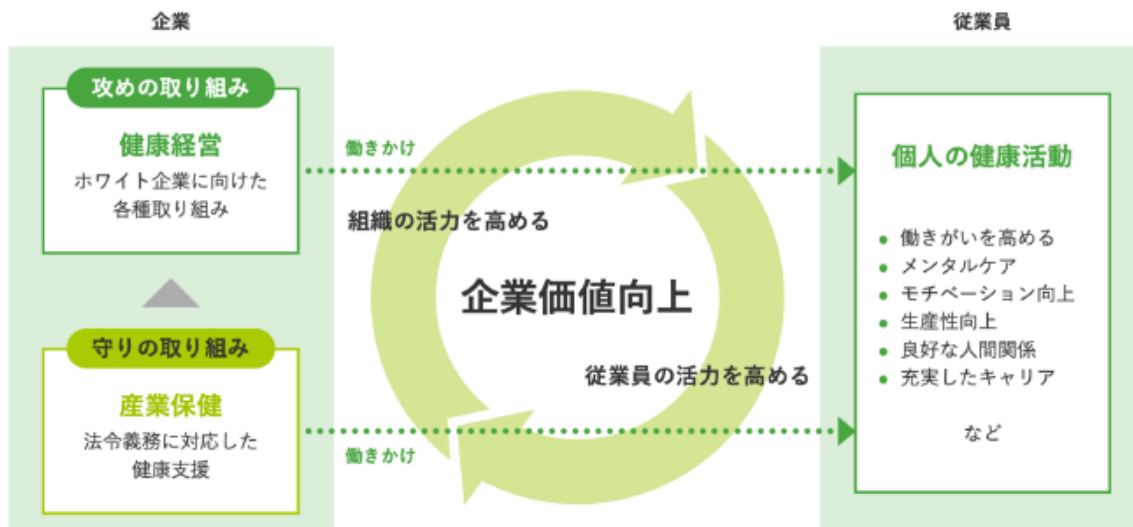 企業
従業員
攻めの取り組み
健康経営
ホワイト企業に向けた
各種取り組み
守りの取り組み
産業保健
法令義務に対応した
健康支援
働きかけ
組織の活力を高める
企業価値向上
従業員の活力を高める
働きかけ
個人の健康活動
• 働きがいを高める
• メンタルケア
• モチベーション向上
• 生産性向上
• 良好な人間関係
• 充実したキャリア
など